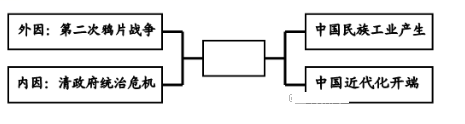 外因：第二次鸦片战争
中国民族工业产生
内因：清政府统治危机
中国近代化开端